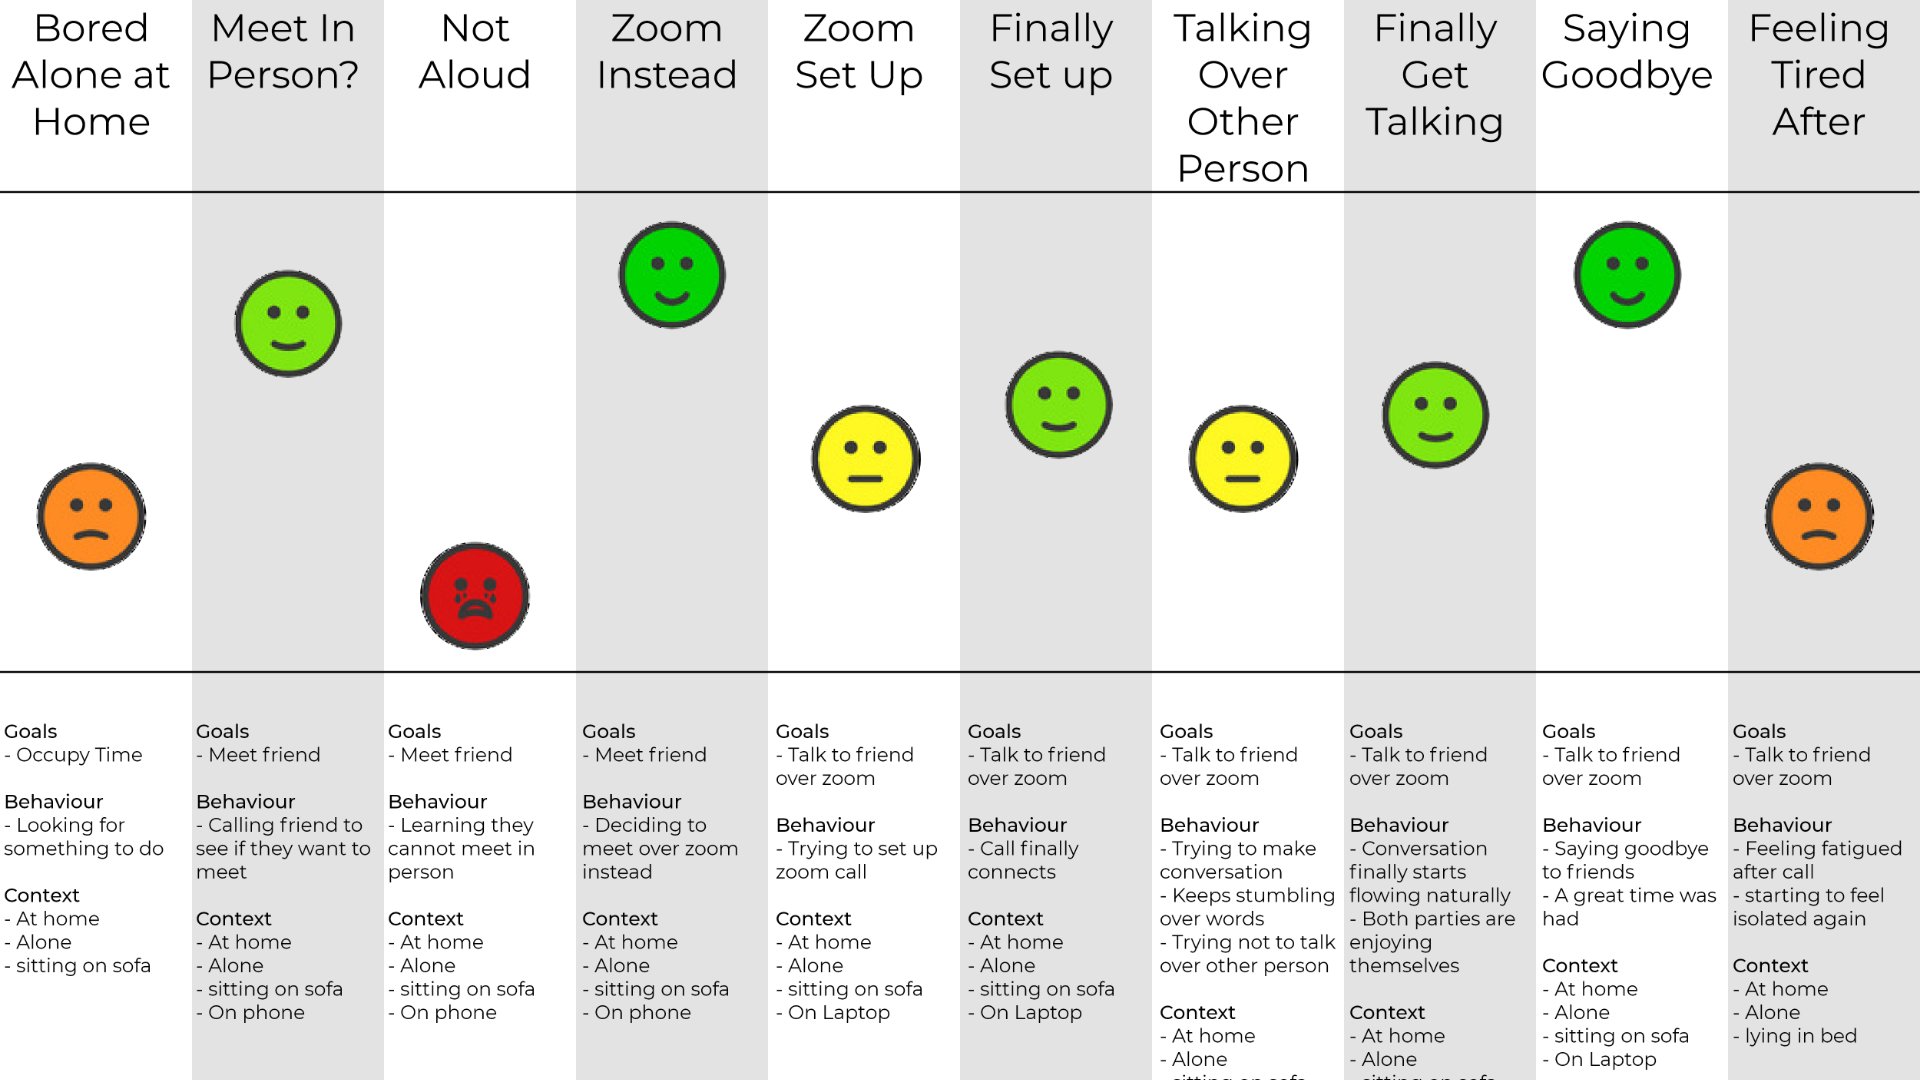 Bored
Alone at
Home
Meet In
Person?
Not
Aloud
Zoom
Instead
Zoom
Set Up
Finally
Set up
Talking
Over
Other
Person
Finally
Get
Talking
Saying
Goodbye
Feeling
Tired
After
Goals
- Occupy Time
Behaviour
- Looking for
something to do
Context
- At home
- Alone
- sitting on sofa
Goals
- Meet friend
Behaviour
- Calling friend to
see if they want to
meet
Context
- At home
- Alone
- sitting on sofa
- On phone
Goals
- Meet friend
Behaviour
- Learning they
cannot meet in
person
Context
- At home
- Alone
- sitting on sofa
- On phone
Goals
- Meet friend
Behaviour
- Deciding to
meet over zoom
instead
Context
- At home
- Alone
- sitting on sofa
- On phone
Goals
- Talk to friend
over zoom
Behaviour
- Trying to set up
zoom call
Context
- At home
- Alone
- sitting on sofa
- On Laptop
Goals
- Talk to friend
over zoom
Behaviour
- Call finally
connects
Context
- At home
- Alone
- sitting on sofa
- On Laptop
Goals
- Talk to friend
over zoom
Behaviour
- Trying to make
conversation
- Keeps stumbling
over words
- Trying not to talk
over other person
Context
- At home
- Alone
- sitting on sofa
Goals
- Talk to friend
over zoom
Behaviour
- Conversation
finally starts
flowing naturally
- Both parties are
enjoying
themselves
Context
- At home
- Alone
- sitting on sofa
Goals
- Talk to friend
over zoom
Behaviour
- Saying goodbye
to friends
- A great time was
had
Context
- At home
- Alone
- sitting on sofa
- On Laptop
Goals
- Talk to friend
over zoom
Behaviour
- Feeling fatigued
after call
- starting to feel
isolated again
Context
- At home
- Alone
- lying in bed